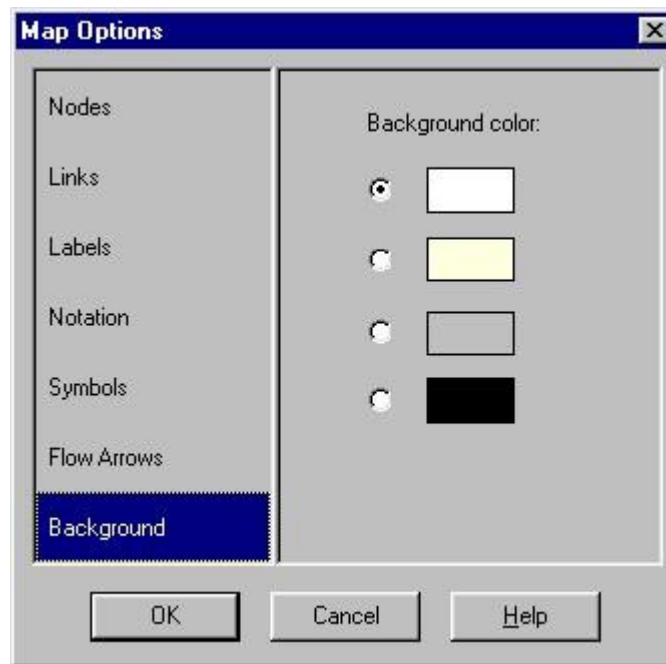 Map Options
Nodes
Links
Labels
Notation
Symbols
Flow Arrows
Background
Background color:
OK
Cancel
Help